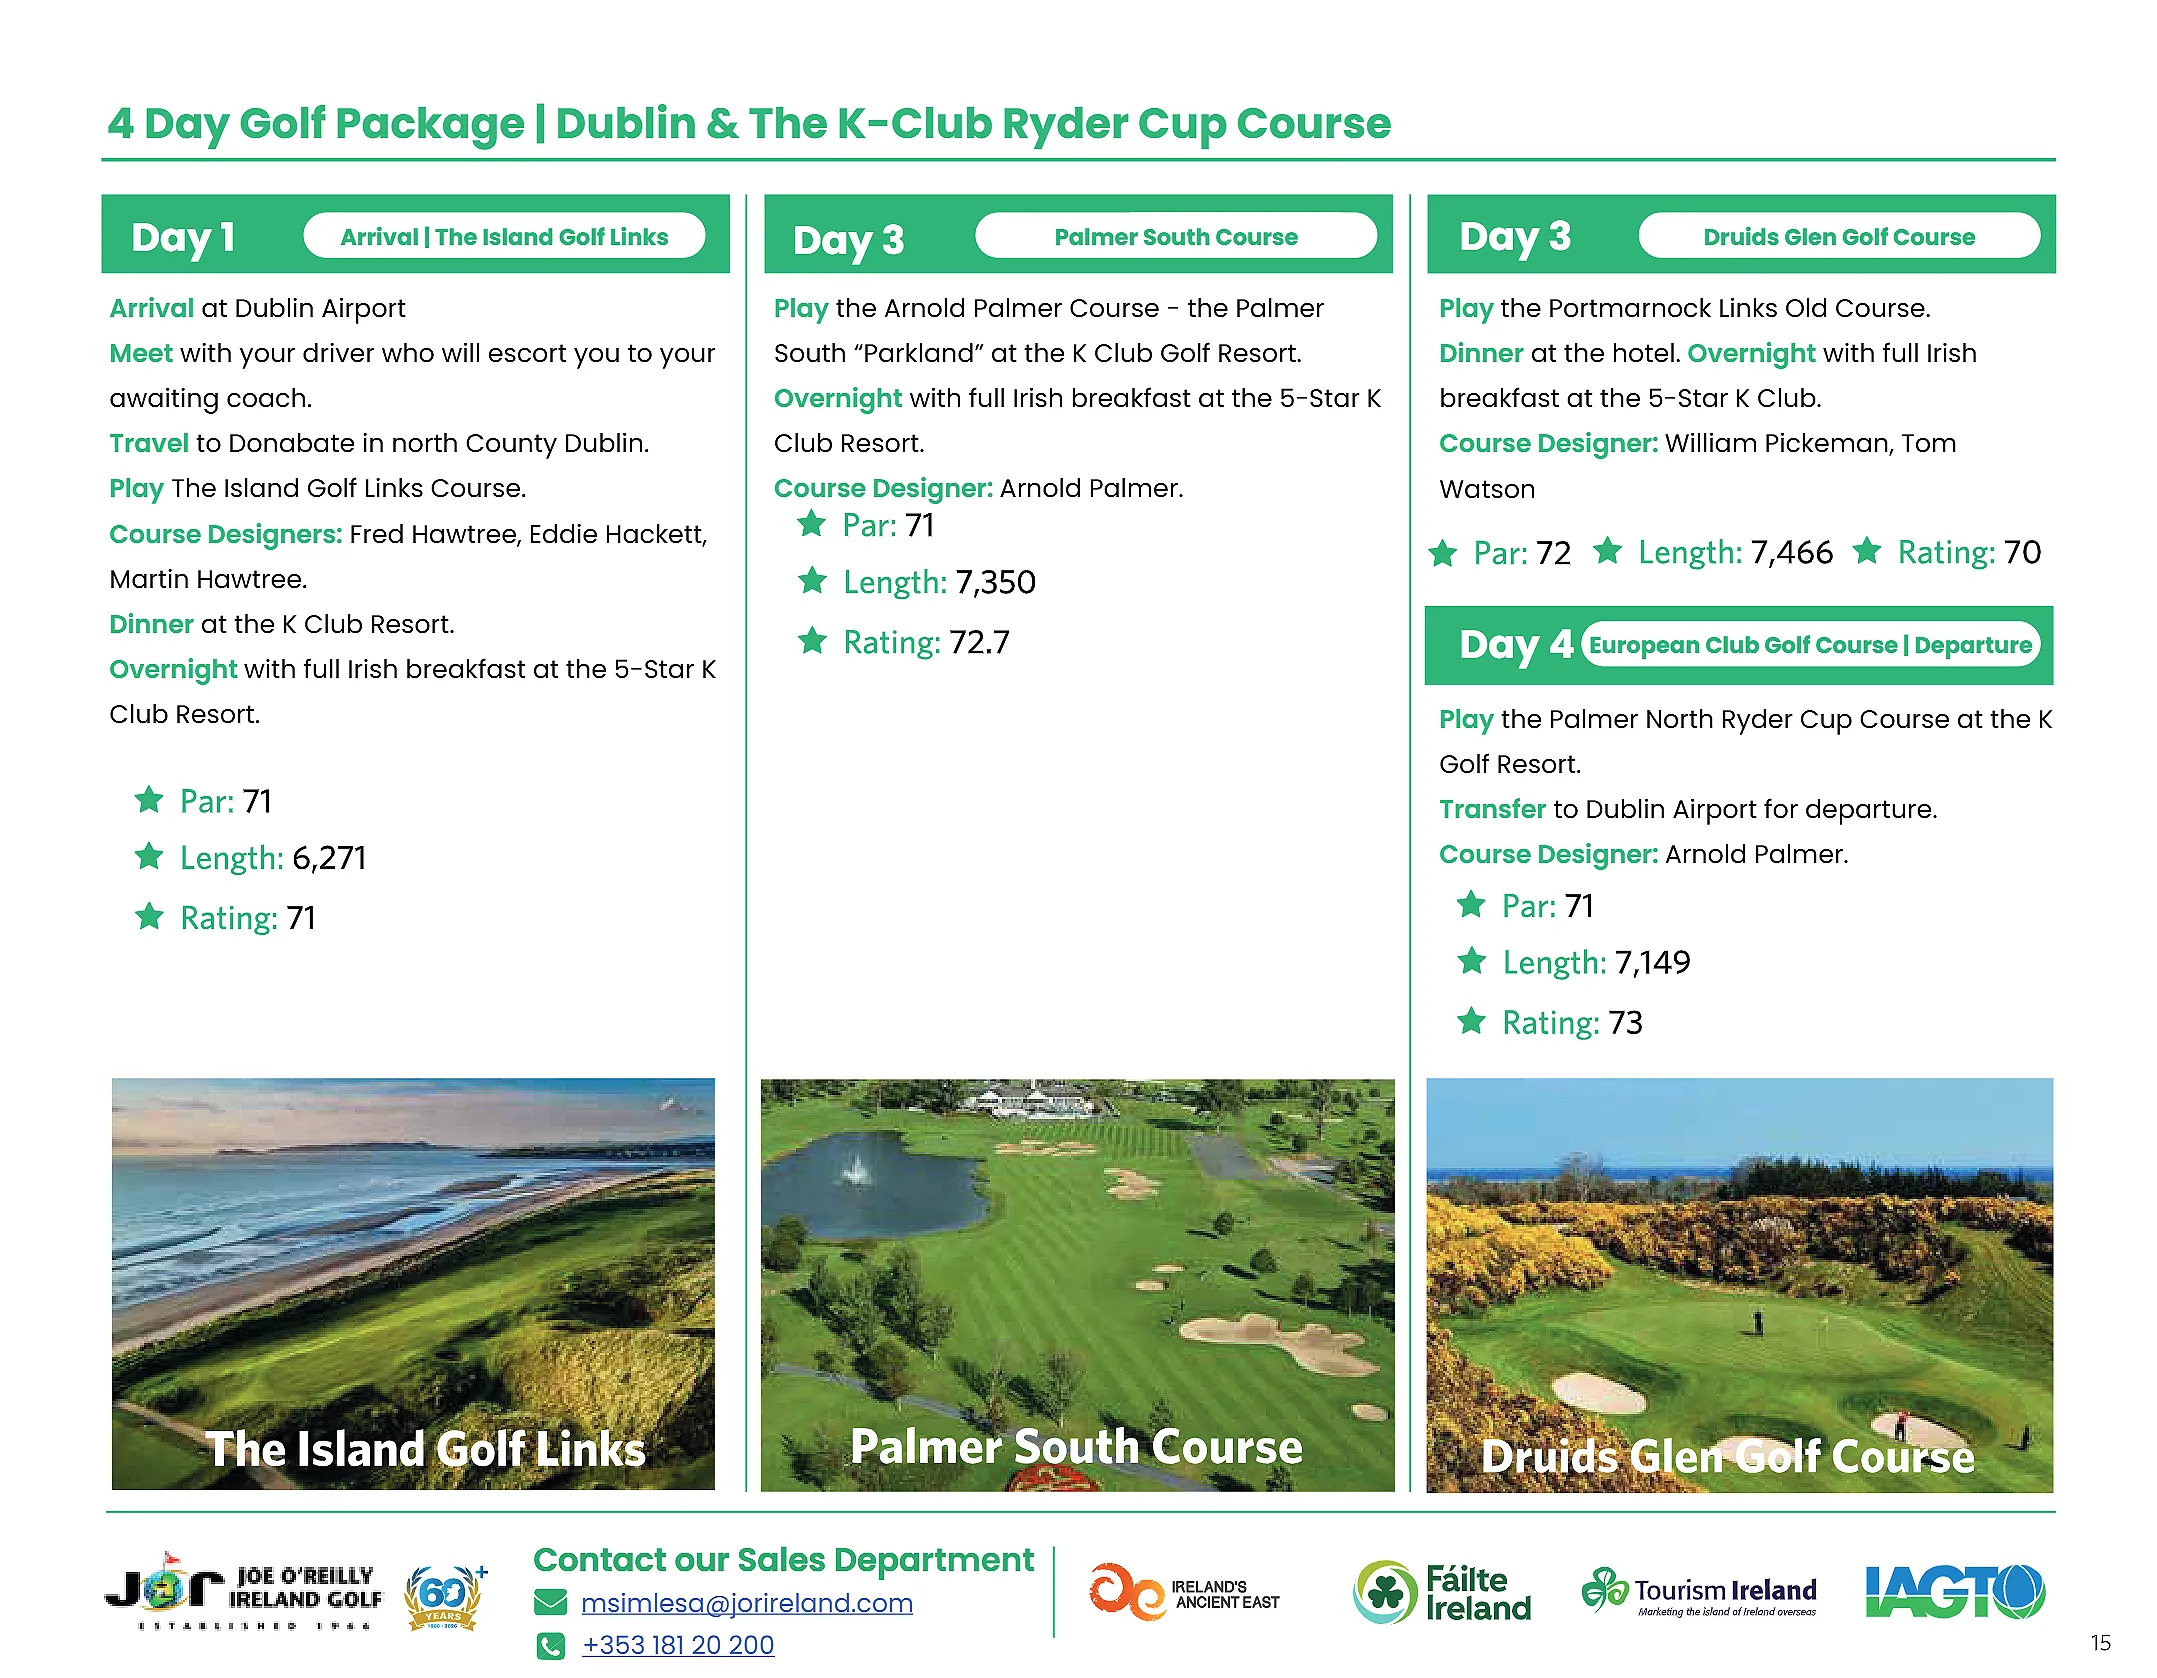 4 Day Golf Package | Dublin & The K-Club Ryder Cup Course
Day 1
Arrival | The Island Golf Links
Arrival at Dublin Airport
Meet with your driver who will escort you to your
awaiting coach.
Travel to Donabate in north County Dublin.
Play The Island Golf Links Course.
Course Designers: Fred Hawtree, Eddie Hackett,
Martin Hawtree.
Dinner at the K Club Resort.
Overnight with full Irish breakfast at the 5-Star K
Club Resort.
Par: 71
Length: 6,271
Rating: 71
The Island Golf Links
Day 3
Palmer South Course
Play the Arnold Palmer Course - the Palmer
South “Parkland” at the K Club Golf Resort.
Overnight with full Irish breakfast at the 5-Star K
Club Resort.
Course Designer: Arnold Palmer.
Par: 71
Length: 7,350
Rating: 72.7
Palmer South Course
Day 3
Druids Glen Golf Course
Play the Portmarnock Links Old Course.
Dinner at the hotel. Overnight with full Irish
breakfast at the 5-Star K Club.
Course Designer: William Pickeman, Tom
Watson
Par: 72 Length: 7,466 Rating: 70
Day 4
European Club Golf Course | Departure
Play the Palmer North Ryder Cup Course at the K
Golf Resort.
Transfer to Dublin Airport for departure.
Course Designer: Arnold Palmer.
Par: 71
Length: 7,149
Rating: 73
Druids Glen Golf Course
JOR
JOE O'REILLY
IRELAND GOLF
ESTABLISHED 1966
60+
YEARS
1966 - 2026
Contact our Sales Department
msimlesa@jorireland.com
+353 181 20 200
IRELAND'S
ANCIENT EAST
Fáilte
Ireland
Tourism Ireland
Marketing the island of Ireland overseas
IAGTO
15